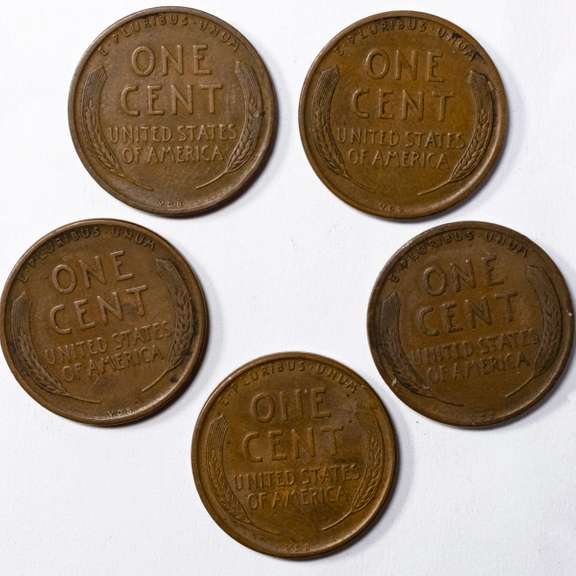 E·PLURIBUS·UNUM
ONE
CENT
UNITED STATES
OF AMERICA
V.D.B.
E·PLURIBUS·UNUM
ONE
CENT
UNITED STATES
OF AMERICA
V.D.B.
E·PLURIBUS·UNUM
ONE
CENT
UNITED STATES
OF AMERICA
V.D.B.
E·PLURIBUS·UNUM
ONE
CENT
UNITED STATES
OF AMERICA
E·PLURIBUS·UNUM
ONE
CENT
UNITED STATES
OF AMERICA
V.D.B.